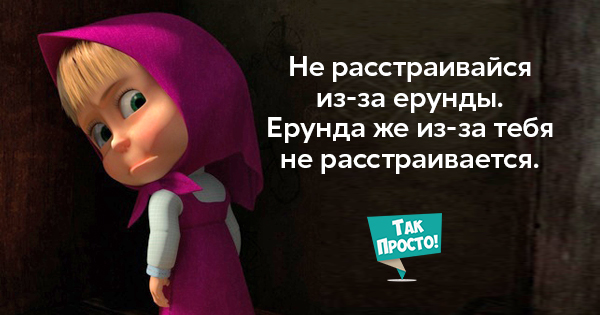 Не расстраивайся
из-за ерунды.
Ерунда же из-за тебя
не расстраивается.
Так
Просто!